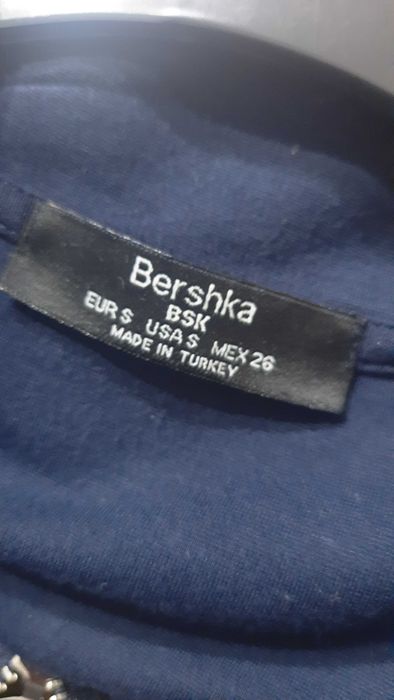 Bershka
BSK
EUR S USA S MEX 26
MADE IN TURKEY